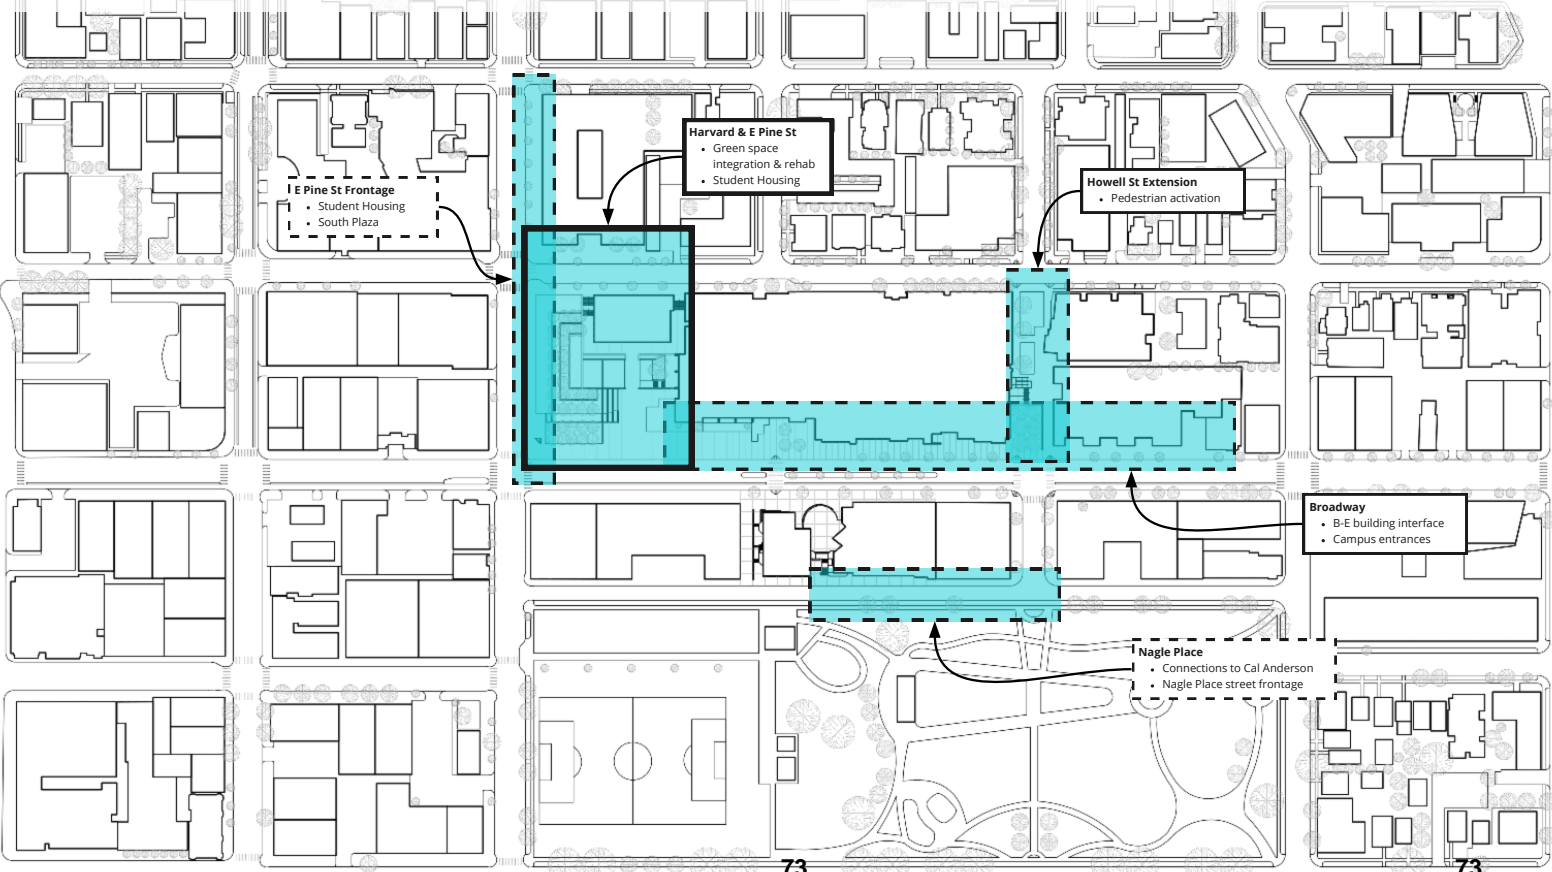 Harvard & E Pine St
• Green space
integration & rehab
• Student Housing
E Pine St Frontage
• Student Housing
• South Plaza
Howell St Extension
• Pedestrian activation
Broadway
• B-E building interface
• Campus entrances
Nagle Place
• Connections to Cal Anderson
• Nagle Place street frontage
73
73